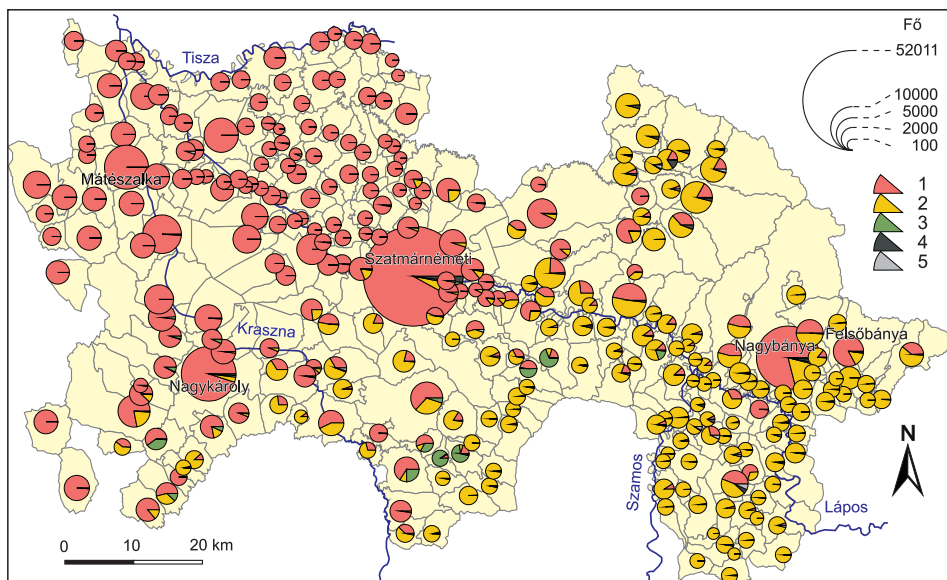 Fő
52011
10000
5000
2000
100
1
2
3
4
5
Tisza
Mátészalka
Szatmárnémeti
Kraszna
Nagykároly
Nagybánya
Felsőbánya
Szamos
Lápos
N
0 10 20 km